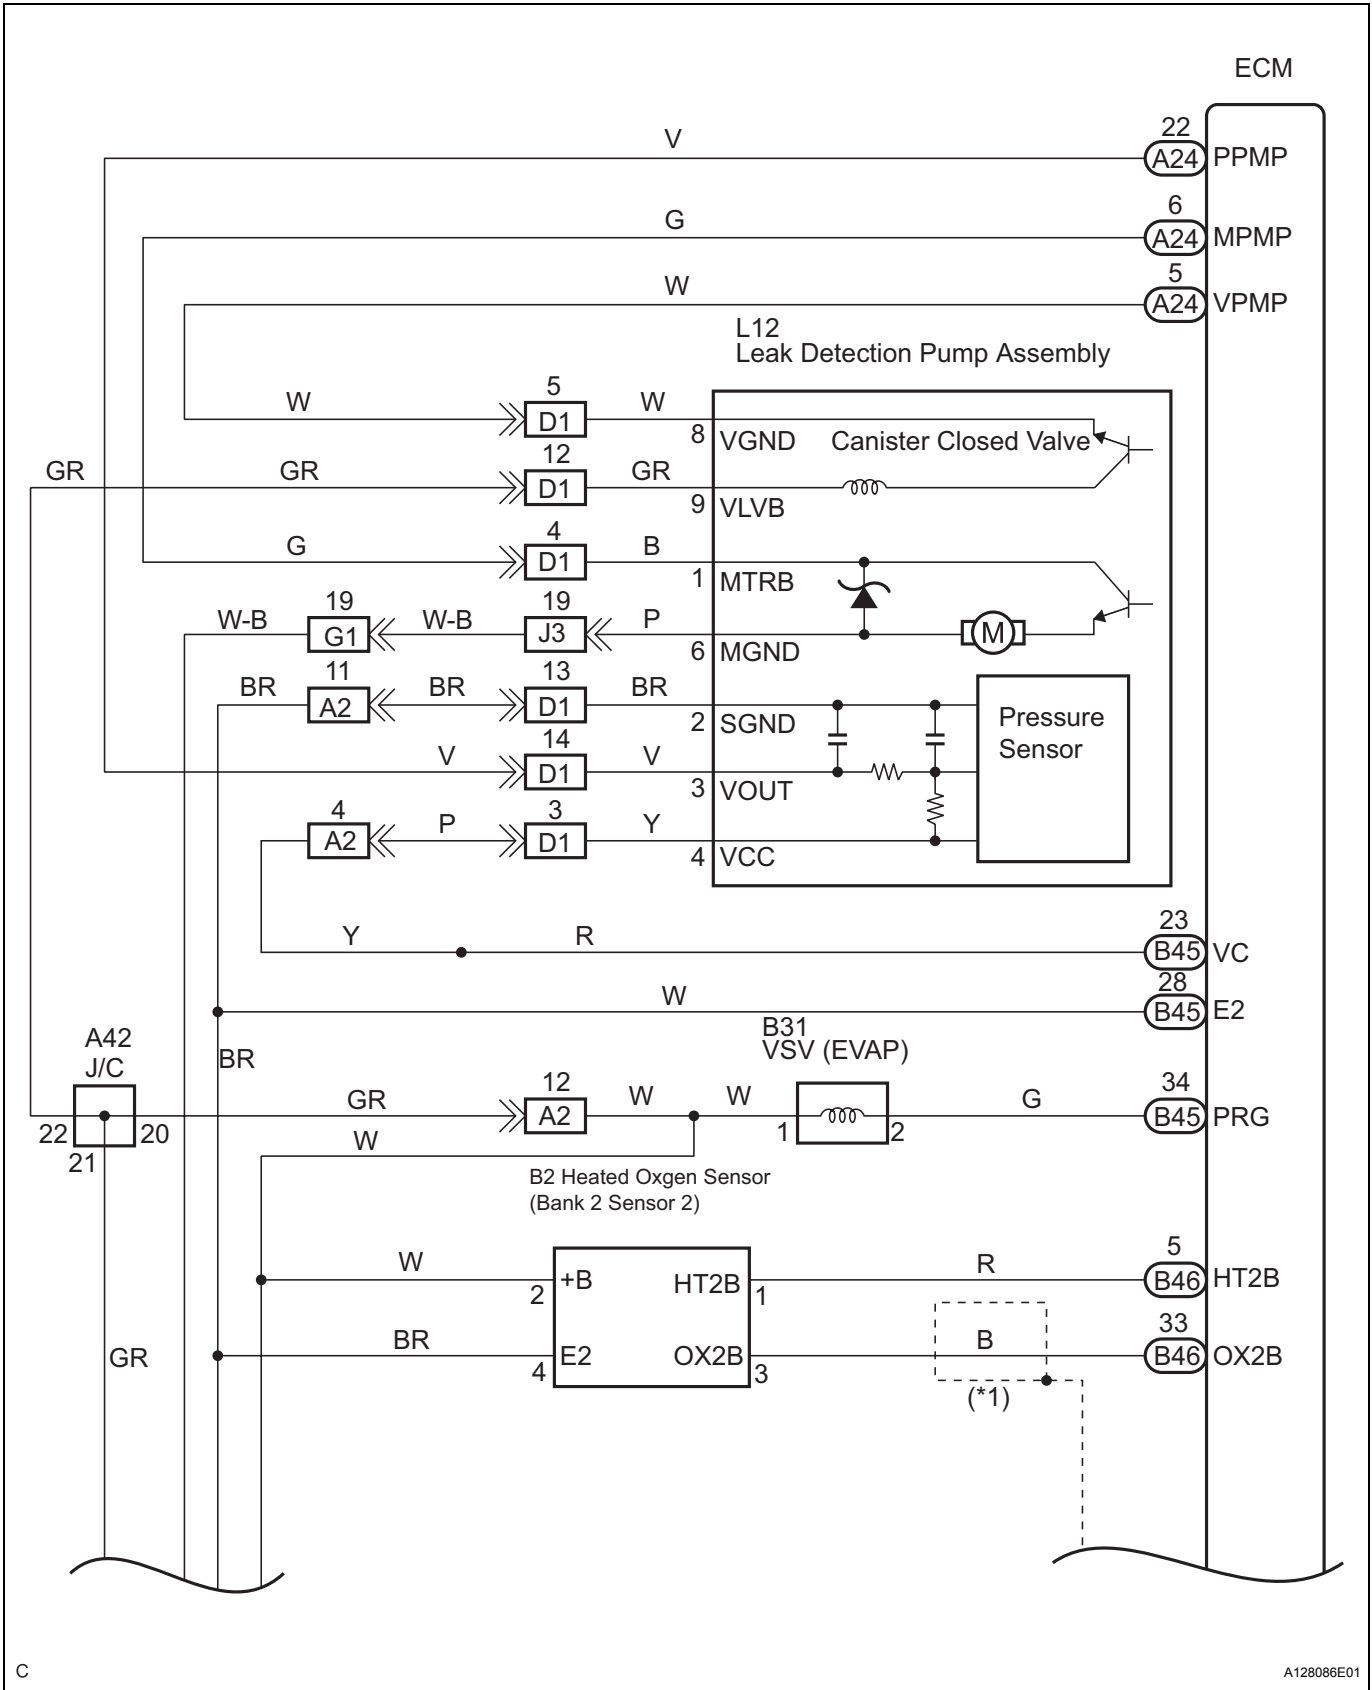 ECM
22
V
A24 PPMP
6
G
A24 MPMP
5
W
A24 VPMP
L12
Leak Detection Pump Assembly
5
W D1 W
8 VGND Canister Closed Valve
12
GR GR D1 GR
9 VLVB
4
G D1 B
1 MTRB
19 19
W-B G1 W-B J3 P M
6 MGND
11 13
BR A2 BR D1 BR
2 SGND
Pressure
Sensor
14
V D1 V
3 VOUT
4 3
A2 P D1 Y
4 VCC
23
Y R B45 VC
28
W B45 E2
B31
VSV (EVAP)
A42
J/C
BR
12 34
GR A2 W W G B45 PRG
22 20 1 2
21
W
B2 Heated Oxgen Sensor
(Bank 2 Sensor 2)
5
W +B HT2B R B46 HT2B
2 1
33
GR BR E2 OX2B B B46 OX2B
4 3
(*1)
C
A128086E01